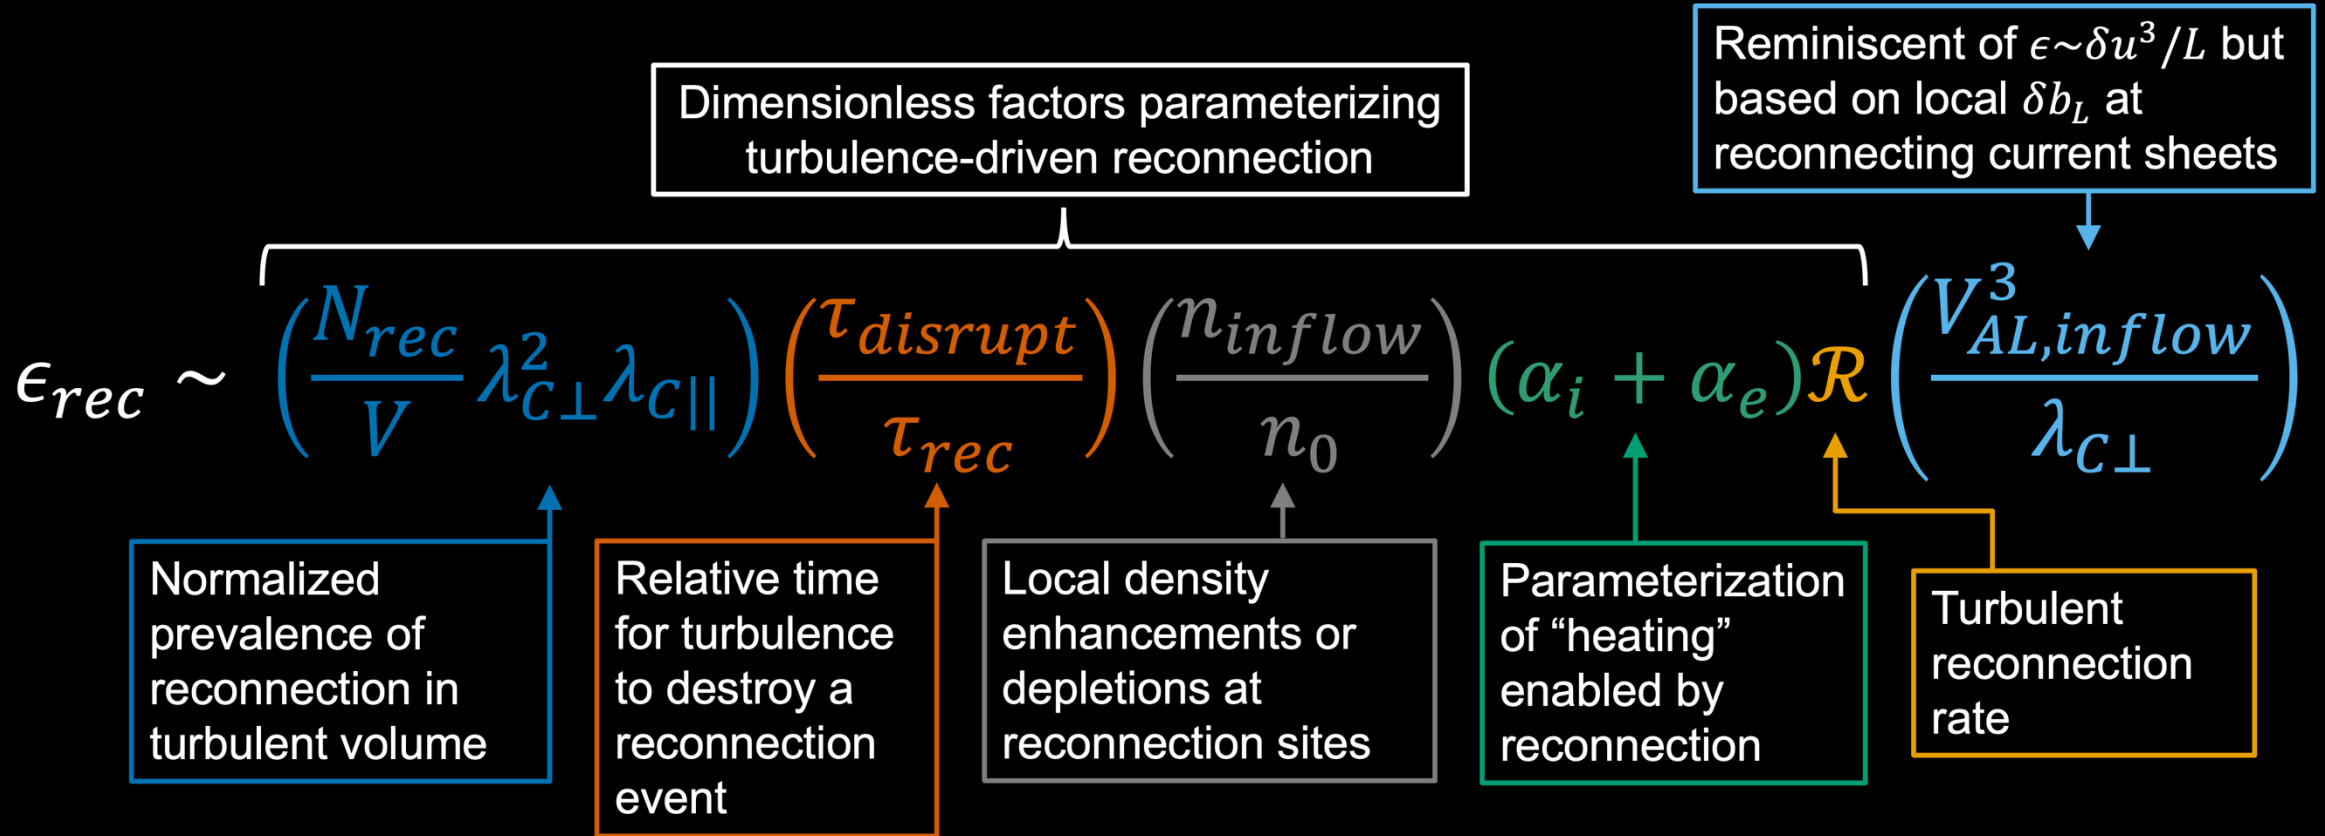 Reminiscent of ϵ~δu³/L but
based on local δb_L at
reconnecting current sheets
Dimensionless factors parameterizing
turbulence-driven reconnection
ϵ_rec ~ (N_rec/V λ²_C⊥ λ_C||) (τ_disrupt/τ_rec) (n_inflow/n_0) (α_i + α_e) ℛ (V³_AL,inflow/λ_C⊥)
Normalized
prevalence of
reconnection in
turbulent volume
Relative time
for turbulence
to destroy a
reconnection
event
Local density
enhancements or
depletions at
reconnection sites
Parameterization
of “heating”
enabled by
reconnection
Turbulent
reconnection
rate